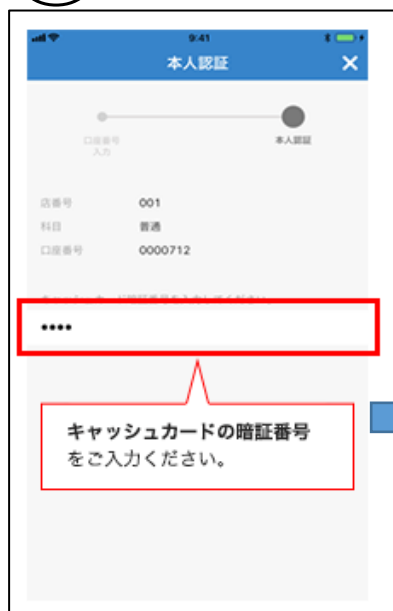 9:41
本人認証
×
口座番号
入力
本人認証
店番号 001
科目 普通
口座番号 0000712
••••
キャッシュカードの暗証番号
をご入力ください。